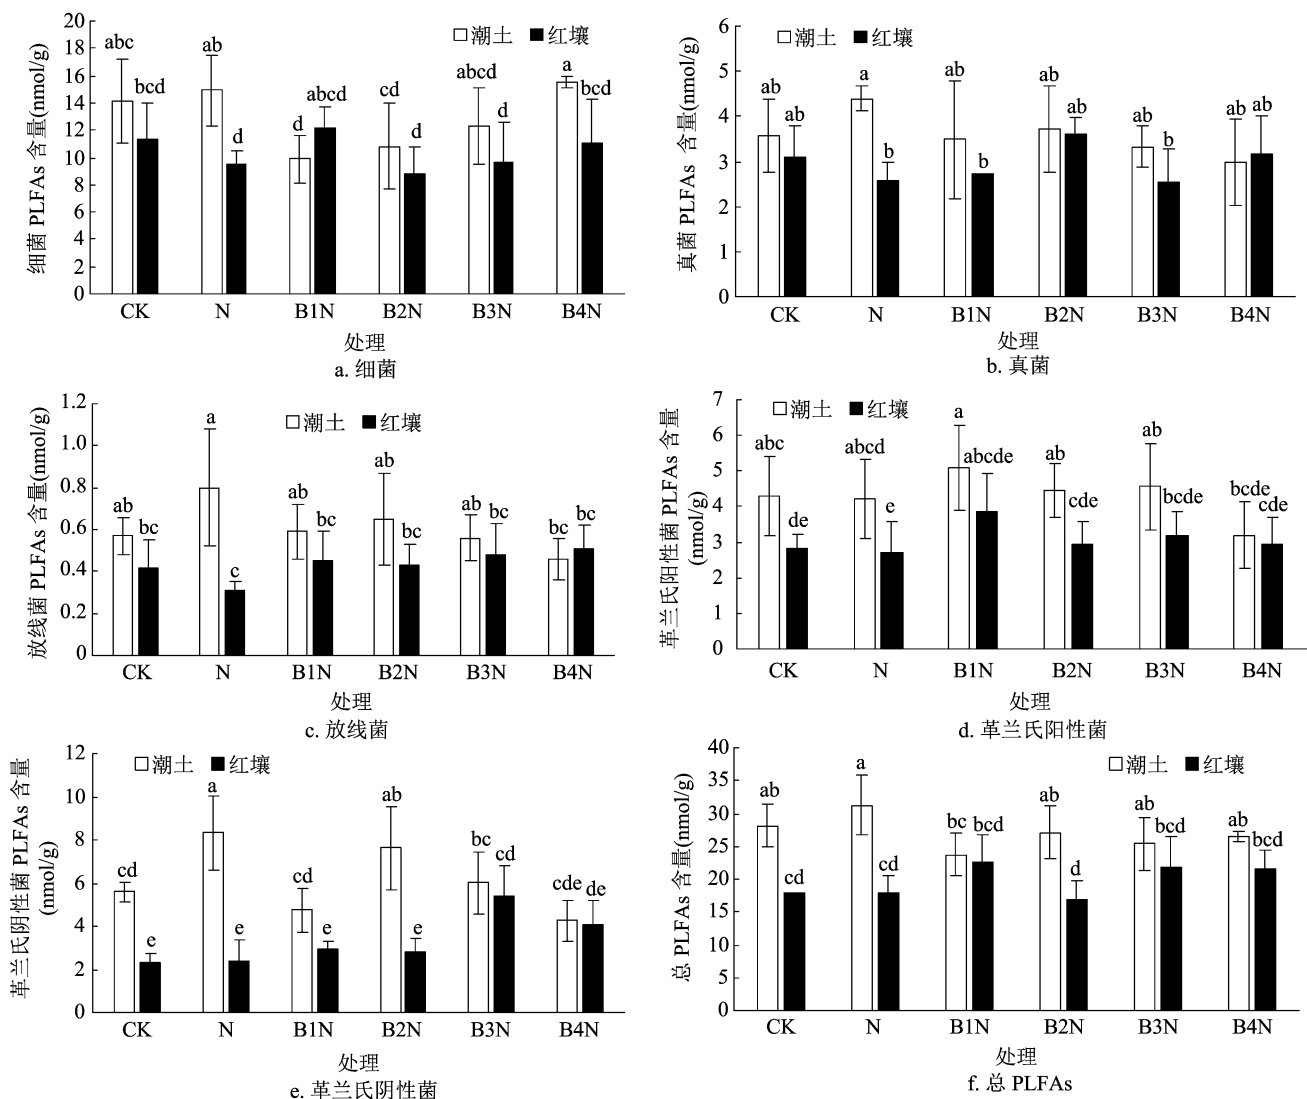 细菌 PLFAs 含量(nmol/g)
20
18
16
14
12
10
8
6
4
2
0
潮土 红壤
abc bcd ab d d abcd cd d abcd d a bcd
CK N B1N B2N B3N B4N
处理
a. 细菌
真菌 PLFAs 含量(nmol/g)
6
5
4
3
2
1
0
潮土 红壤
ab ab a b ab b ab ab ab b ab ab
CK N B1N B2N B3N B4N
处理
b. 真菌
放线菌 PLFAs 含量(nmol/g)
1.2
1.0
0.8
0.6
0.4
0.2
0
潮土 红壤
ab bc a c ab bc ab bc ab bc bc bc
CK N B1N B2N B3N B4N
处理
c. 放线菌
革兰氏阳性菌 PLFAs 含量
(nmol/g)
7
6
5
4
3
2
1
0
潮土 红壤
abc de abcd e a abcde ab cde ab bcde bcde cde
CK N B1N B2N B3N B4N
处理
d. 革兰氏阳性菌
革兰氏阴性菌 PLFAs 含量
(nmol/g)
12
10
8
6
4
2
0
潮土 红壤
cd e a e cd e ab e bc cd cde de
CK N B1N B2N B3N B4N
处理
e. 革兰氏阴性菌
总 PLFAs 含量(nmol/g)
40
35
30
25
20
15
10
5
0
潮土 红壤
ab cd a cd bc bcd ab d ab bcd ab bcd
CK N B1N B2N B3N B4N
处理
f. 总 PLFAs